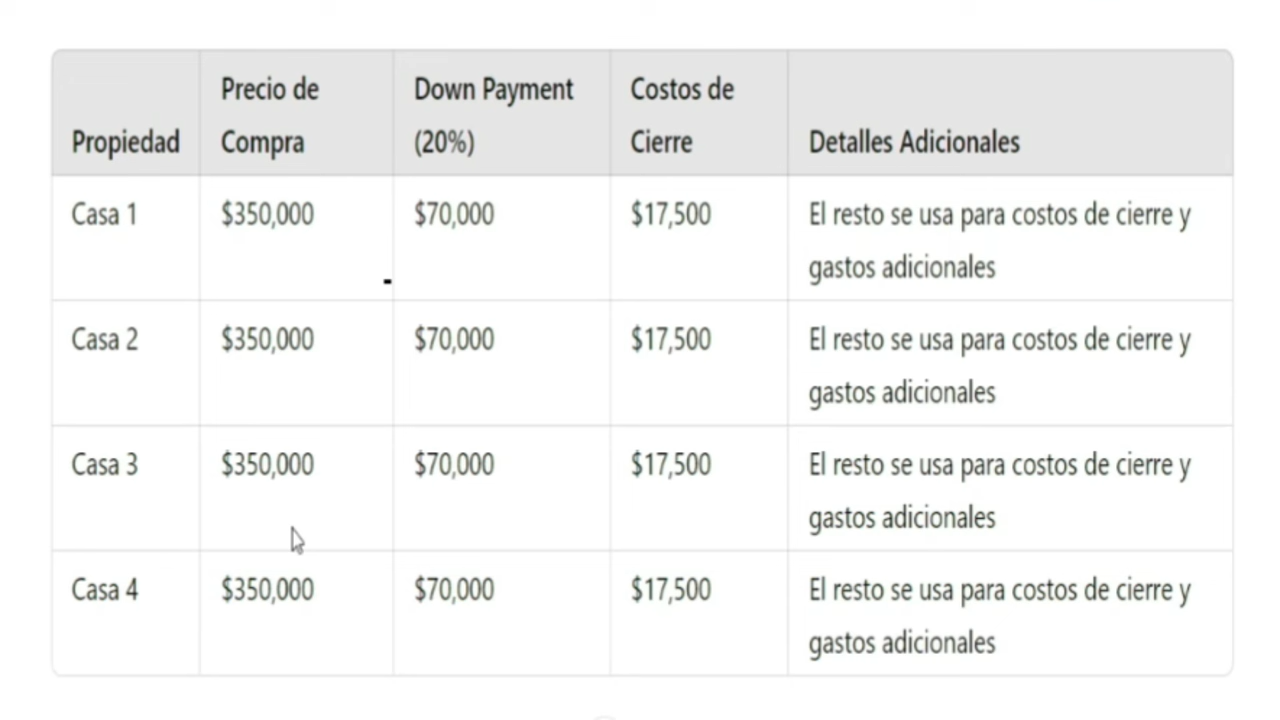 Propiedad Precio de Compra Down Payment (20%) Costos de Cierre Detalles Adicionales
Casa 1 $350,000 $70,000 $17,500 El resto se usa para costos de cierre y
gastos adicionales
Casa 2 $350,000 $70,000 $17,500 El resto se usa para costos de cierre y
gastos adicionales
Casa 3 $350,000 $70,000 $17,500 El resto se usa para costos de cierre y
gastos adicionales
Casa 4 $350,000 $70,000 $17,500 El resto se usa para costos de cierre y
gastos adicionales